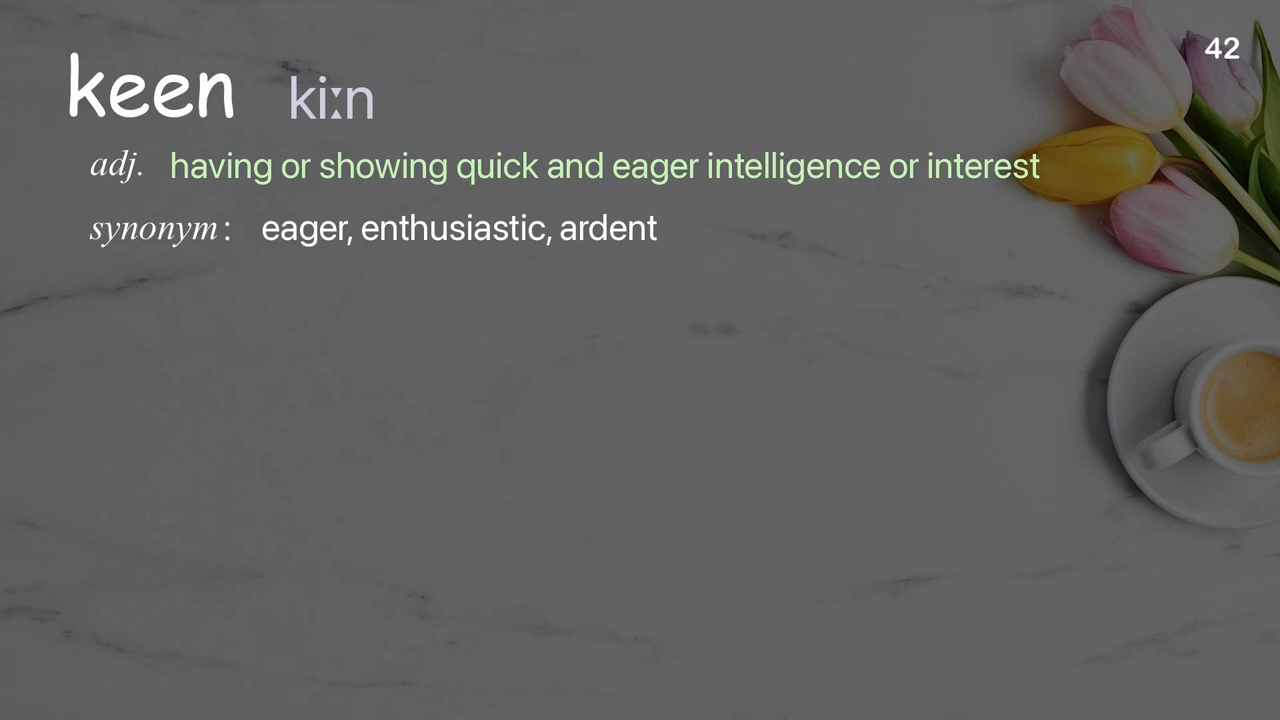 42
keen kiːn
adj. having or showing quick and eager intelligence or interest
synonym: eager, enthusiastic, ardent